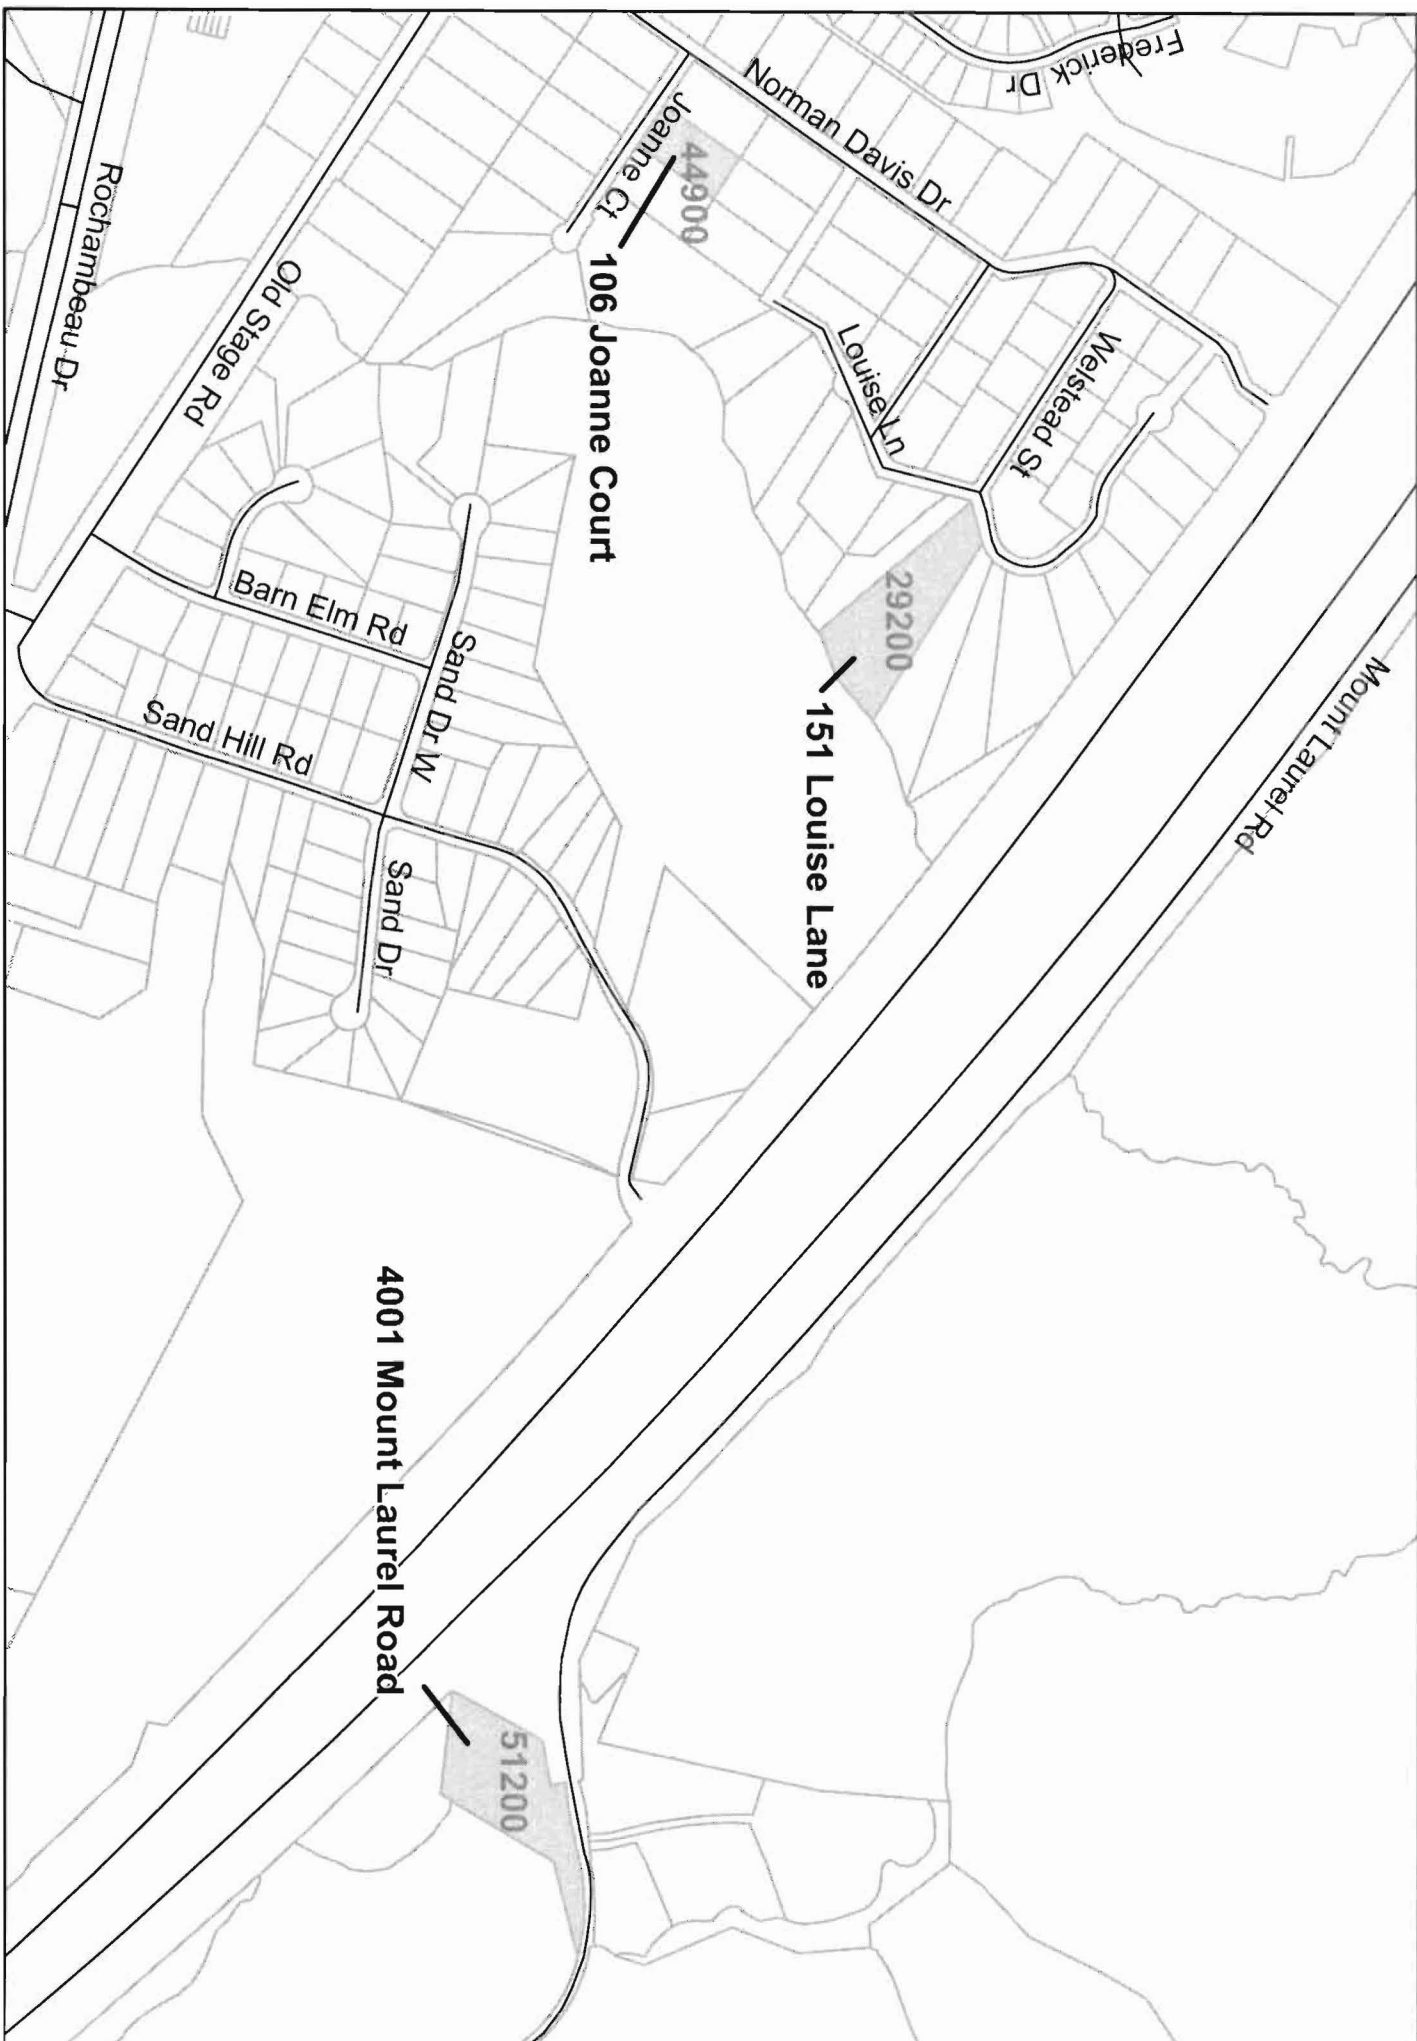 Mount Laurel Rd
Frederick Dr
Norman Davis Dr
Welstead St
Louise Ln
29200
151 Louise Lane
Joanne Ct
44900
106 Joanne Court
Old Stage Rd
Rochambeau Dr
Barn Elm Rd
Sand Dr W
Sand Hill Rd
Sand Dr
4001 Mount Laurel Road
51200